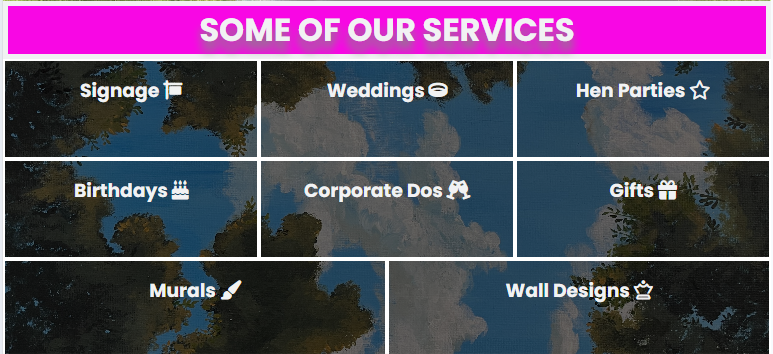 SOME OF OUR SERVICES
Signage
Weddings
Hen Parties
Birthdays
Corporate Dos
Gifts
Murals
Wall Designs